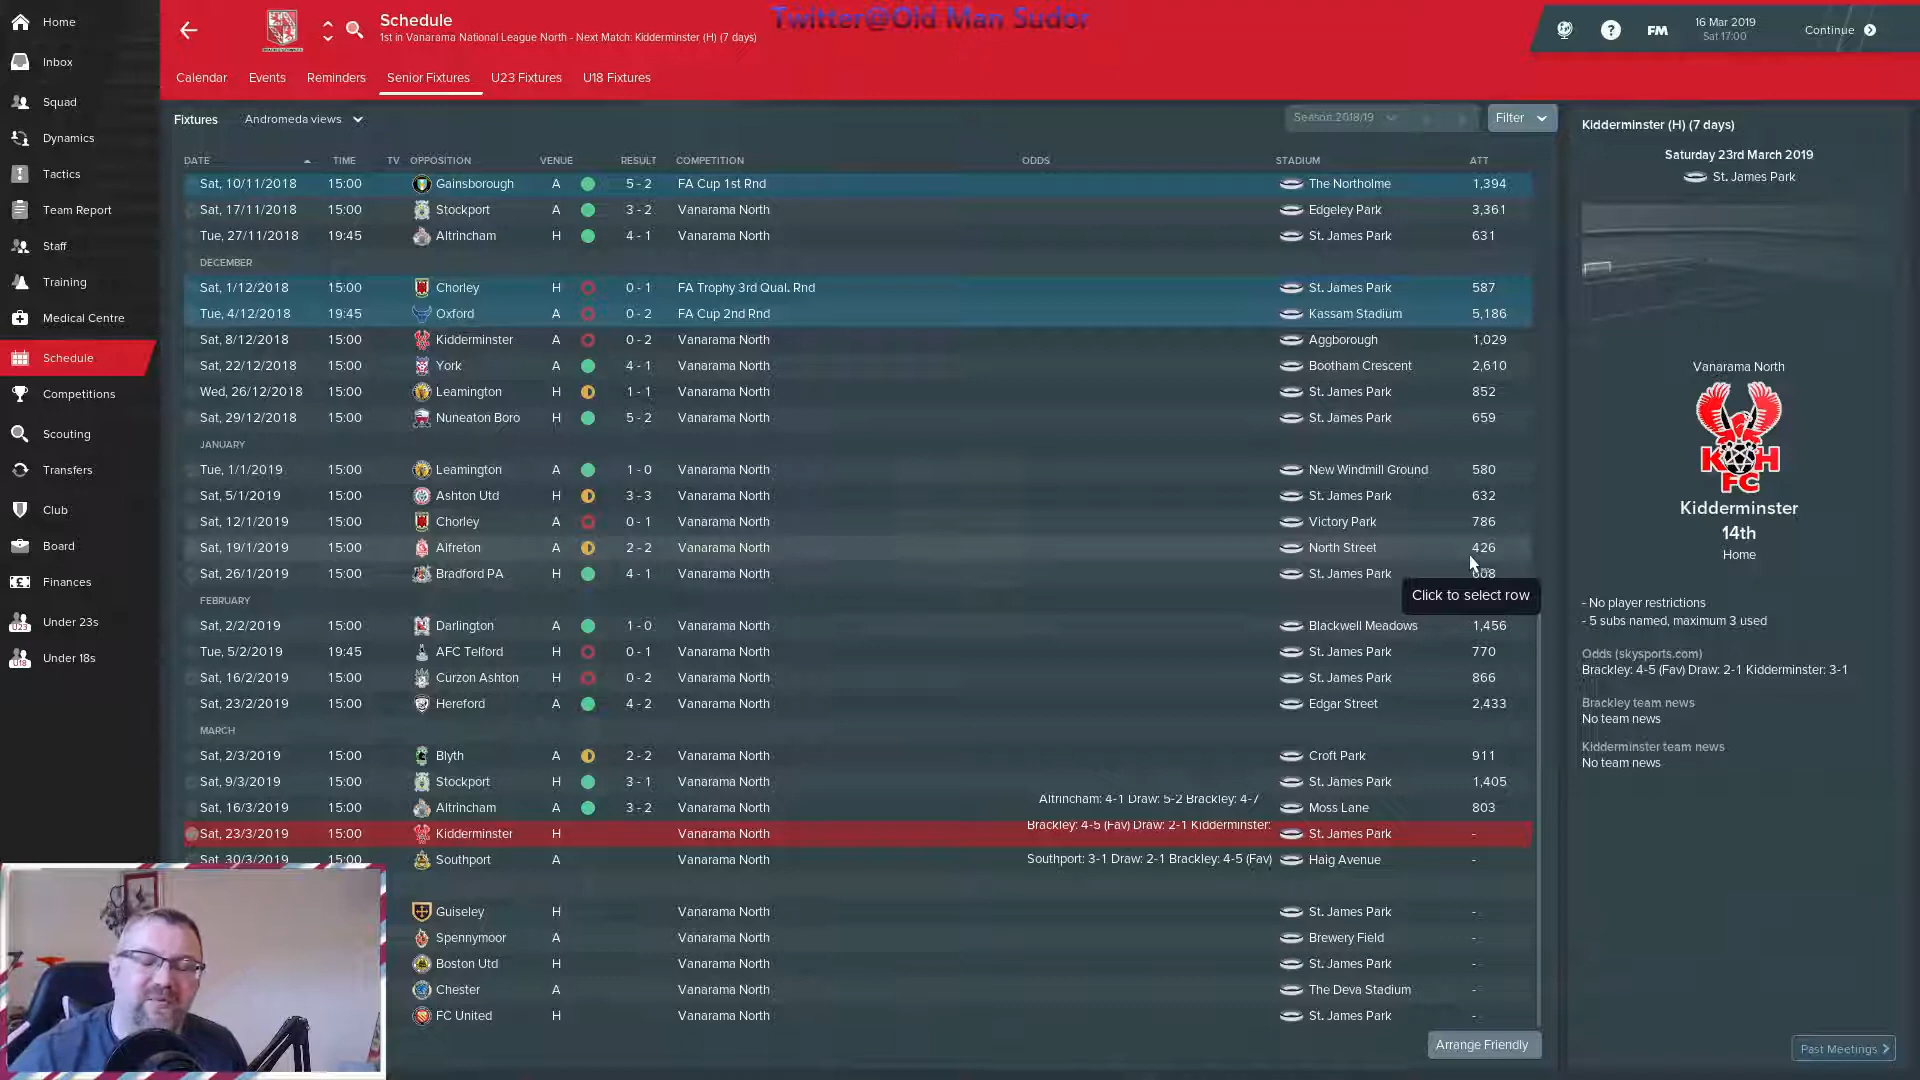 Home
Inbox
Squad
Dynamics
Tactics
Team Report
Staff
Training
Medical Centre
Schedule
Competitions
Scouting
Transfers
Club
Board
Finances
Under 23s
Under 18s
Schedule
1st in Vanarama National League North - Next Match: Kidderminster (H) (7 days)
Twitter@Old Man Sudor
FM
16 Mar 2019
Sat 17:00
Continue
Calendar Events Reminders Senior Fixtures U23 Fixtures U18 Fixtures
Fixtures Andromeda views Season 2018/19 Filter
DATE TIME TV OPPOSITION VENUE RESULT COMPETITION ODDS STADIUM ATT
Sat, 10/11/2018 15:00 Gainsborough A 5 - 2 FA Cup 1st Rnd The Northolme 1,394
Sat, 17/11/2018 15:00 Stockport A 3 - 2 Vanarama North Edgeley Park 3,361
Tue, 27/11/2018 19:45 Altrincham H 4 - 1 Vanarama North St. James Park 631
DECEMBER
Sat, 1/12/2018 15:00 Chorley H 0 - 1 FA Trophy 3rd Qual. Rnd St. James Park 587
Tue, 4/12/2018 19:45 Oxford A 0 - 2 FA Cup 2nd Rnd Kassam Stadium 5,186
Sat, 8/12/2018 15:00 Kidderminster A 0 - 2 Vanarama North Aggborough 1,029
Sat, 22/12/2018 15:00 York A 4 - 1 Vanarama North Bootham Crescent 2,610
Wed, 26/12/2018 15:00 Leamington H 1 - 1 Vanarama North St. James Park 852
Sat, 29/12/2018 15:00 Nuneaton Boro H 5 - 2 Vanarama North St. James Park 659
JANUARY
Tue, 1/1/2019 15:00 Leamington A 1 - 0 Vanarama North New Windmill Ground 580
Sat, 5/1/2019 15:00 Ashton Utd H 3 - 3 Vanarama North St. James Park 632
Sat, 12/1/2019 15:00 Chorley A 0 - 1 Vanarama North Victory Park 786
Sat, 19/1/2019 15:00 Alfreton A 2 - 2 Vanarama North North Street 426
Sat, 26/1/2019 15:00 Bradford PA H 4 - 1 Vanarama North St. James Park 608
Click to select row
FEBRUARY
Sat, 2/2/2019 15:00 Darlington A 1 - 0 Vanarama North Blackwell Meadows 1,456
Tue, 5/2/2019 19:45 AFC Telford H 0 - 1 Vanarama North St. James Park 770
Sat, 16/2/2019 15:00 Curzon Ashton H 0 - 2 Vanarama North St. James Park 866
Sat, 23/2/2019 15:00 Hereford A 4 - 2 Vanarama North Edgar Street 2,433
MARCH
Sat, 2/3/2019 15:00 Blyth A 2 - 2 Vanarama North Croft Park 911
Sat, 9/3/2019 15:00 Stockport H 3 - 1 Vanarama North St. James Park 1,405
Sat, 16/3/2019 15:00 Altrincham A 3 - 2 Vanarama North Altrincham: 4-1 Draw: 5-2 Brackley: 4-7 Moss Lane 803
Sat, 23/3/2019 15:00 Kidderminster H Vanarama North Brackley: 4-5 (Fav) Draw: 2-1 Kidderminster: St. James Park -
Sat, 30/3/2019 15:00 Southport A Vanarama North Southport: 3-1 Draw: 2-1 Brackley: 4-5 (Fav) Haig Avenue -
Guiseley H Vanarama North St. James Park -
Spennymoor A Vanarama North Brewery Field -
Boston Utd H Vanarama North St. James Park -
Chester A Vanarama North The Deva Stadium -
FC United H Vanarama North St. James Park -
Arrange Friendly
Kidderminster (H) (7 days)
Saturday 23rd March 2019
St. James Park
Vanarama North
KH
FC
Kidderminster
14th
Home
- No player restrictions
- 5 subs named, maximum 3 used
Odds (skysports.com)
Brackley: 4-5 (Fav) Draw: 2-1 Kidderminster: 3-1
Brackley team news
No team news
Kidderminster team news
No team news
Past Meetings